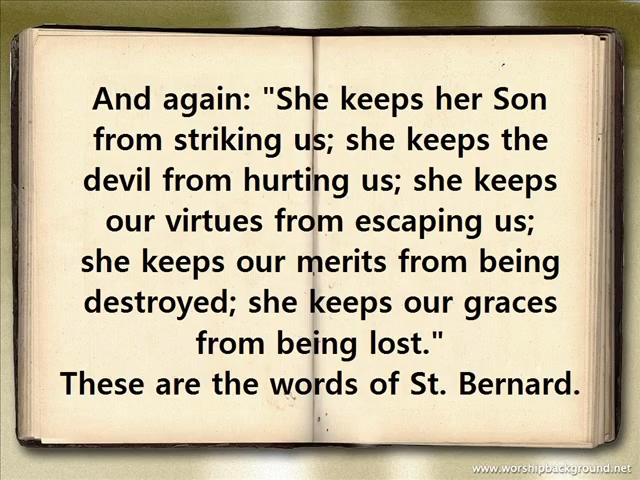 And again: "She keeps her Son
from striking us; she keeps the
devil from hurting us; she keeps
our virtues from escaping us;
she keeps our merits from being
destroyed; she keeps our graces
from being lost."
These are the words of St. Bernard.
www.worshipbackground.net